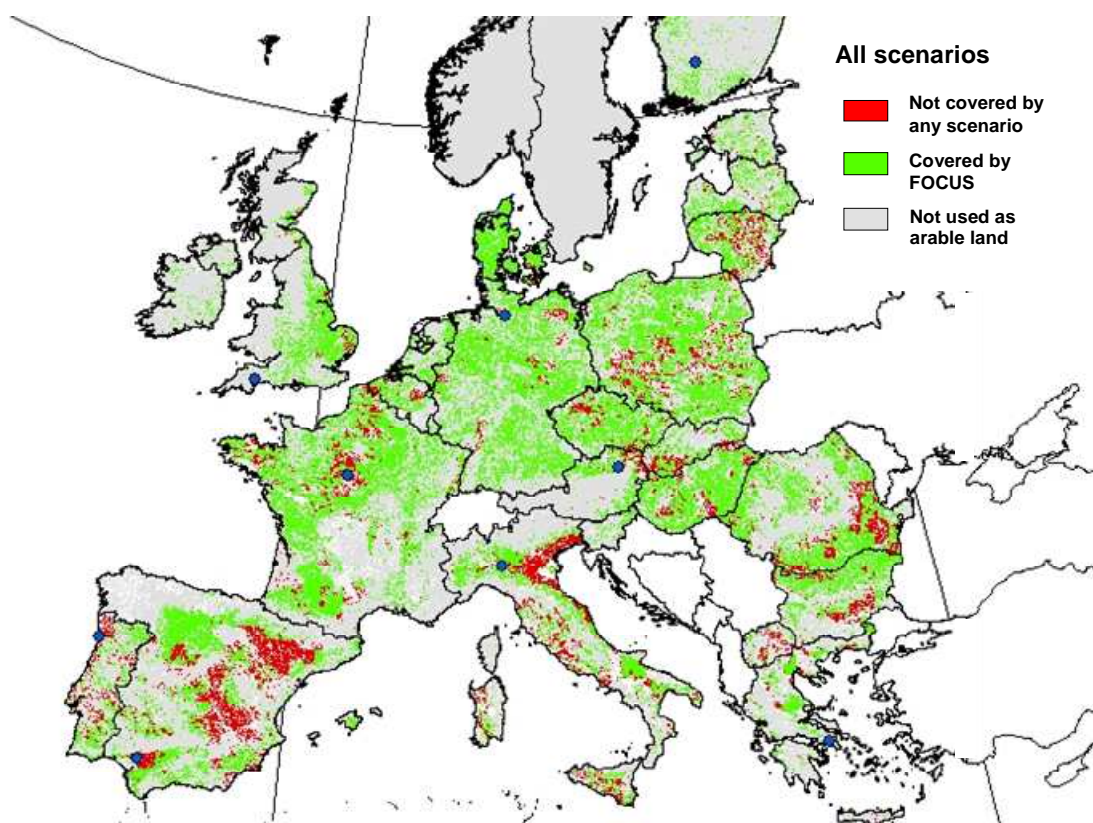 All scenarios
Not covered by
any scenario
Covered by
FOCUS
Not used as
arable land